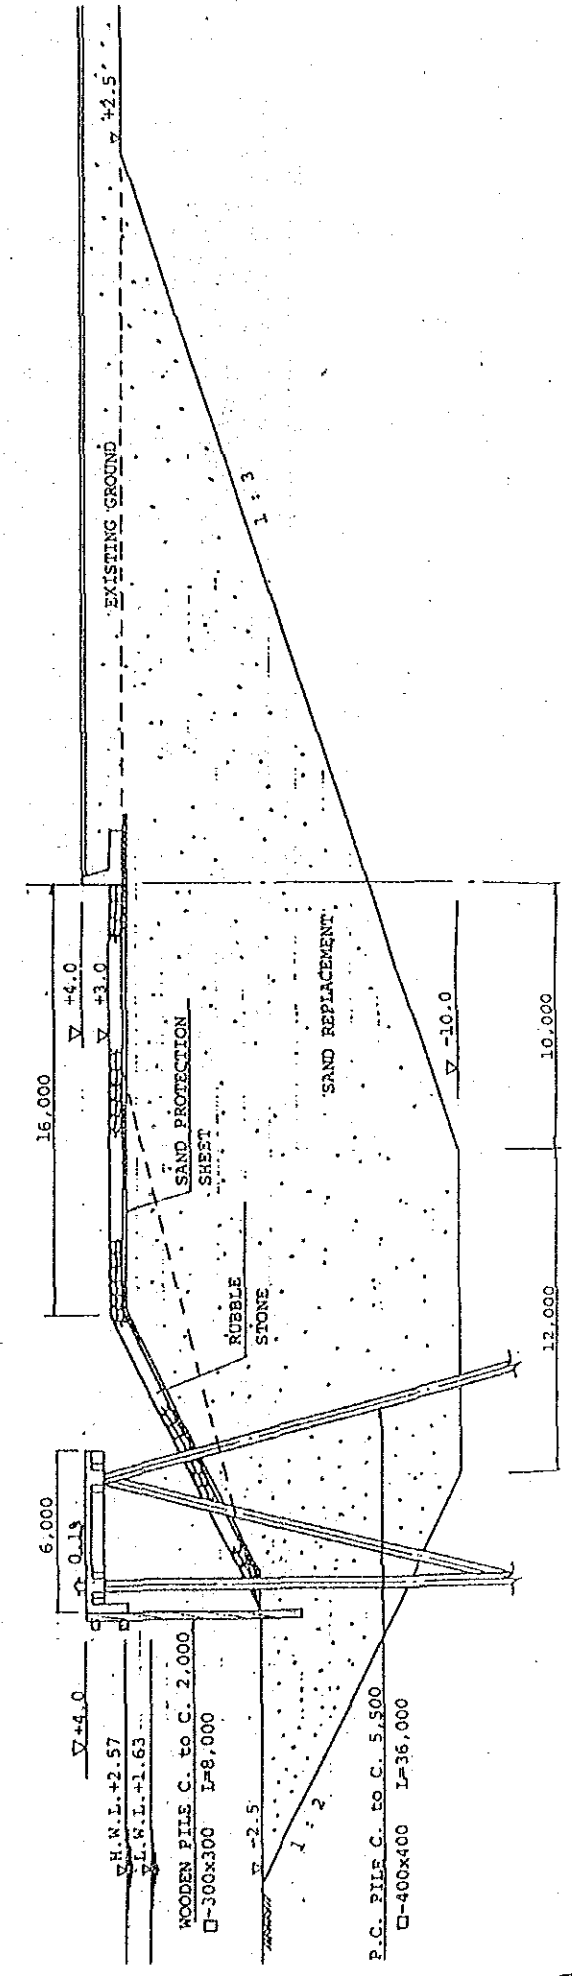 6,000
0.1%
16,000
▽+4.0
▽ +4.0
▽ +3.0
▽H.W.L.+2.57
▽L.W.L.+1.63
WOODEN PILE C. to C. 2,000
□-300x300 L=8,000
▽ -2.5
1 : 2
P.C. PILE C. to C. 5,500
□-400x400 L=36,000
RUBBLE
STONE
SAND PROTECTION
SHEET
SAND REPLACEMENT
▽ -10.0
12,000
10,000
EXISTING GROUND
1 : 3
▽ +2.5